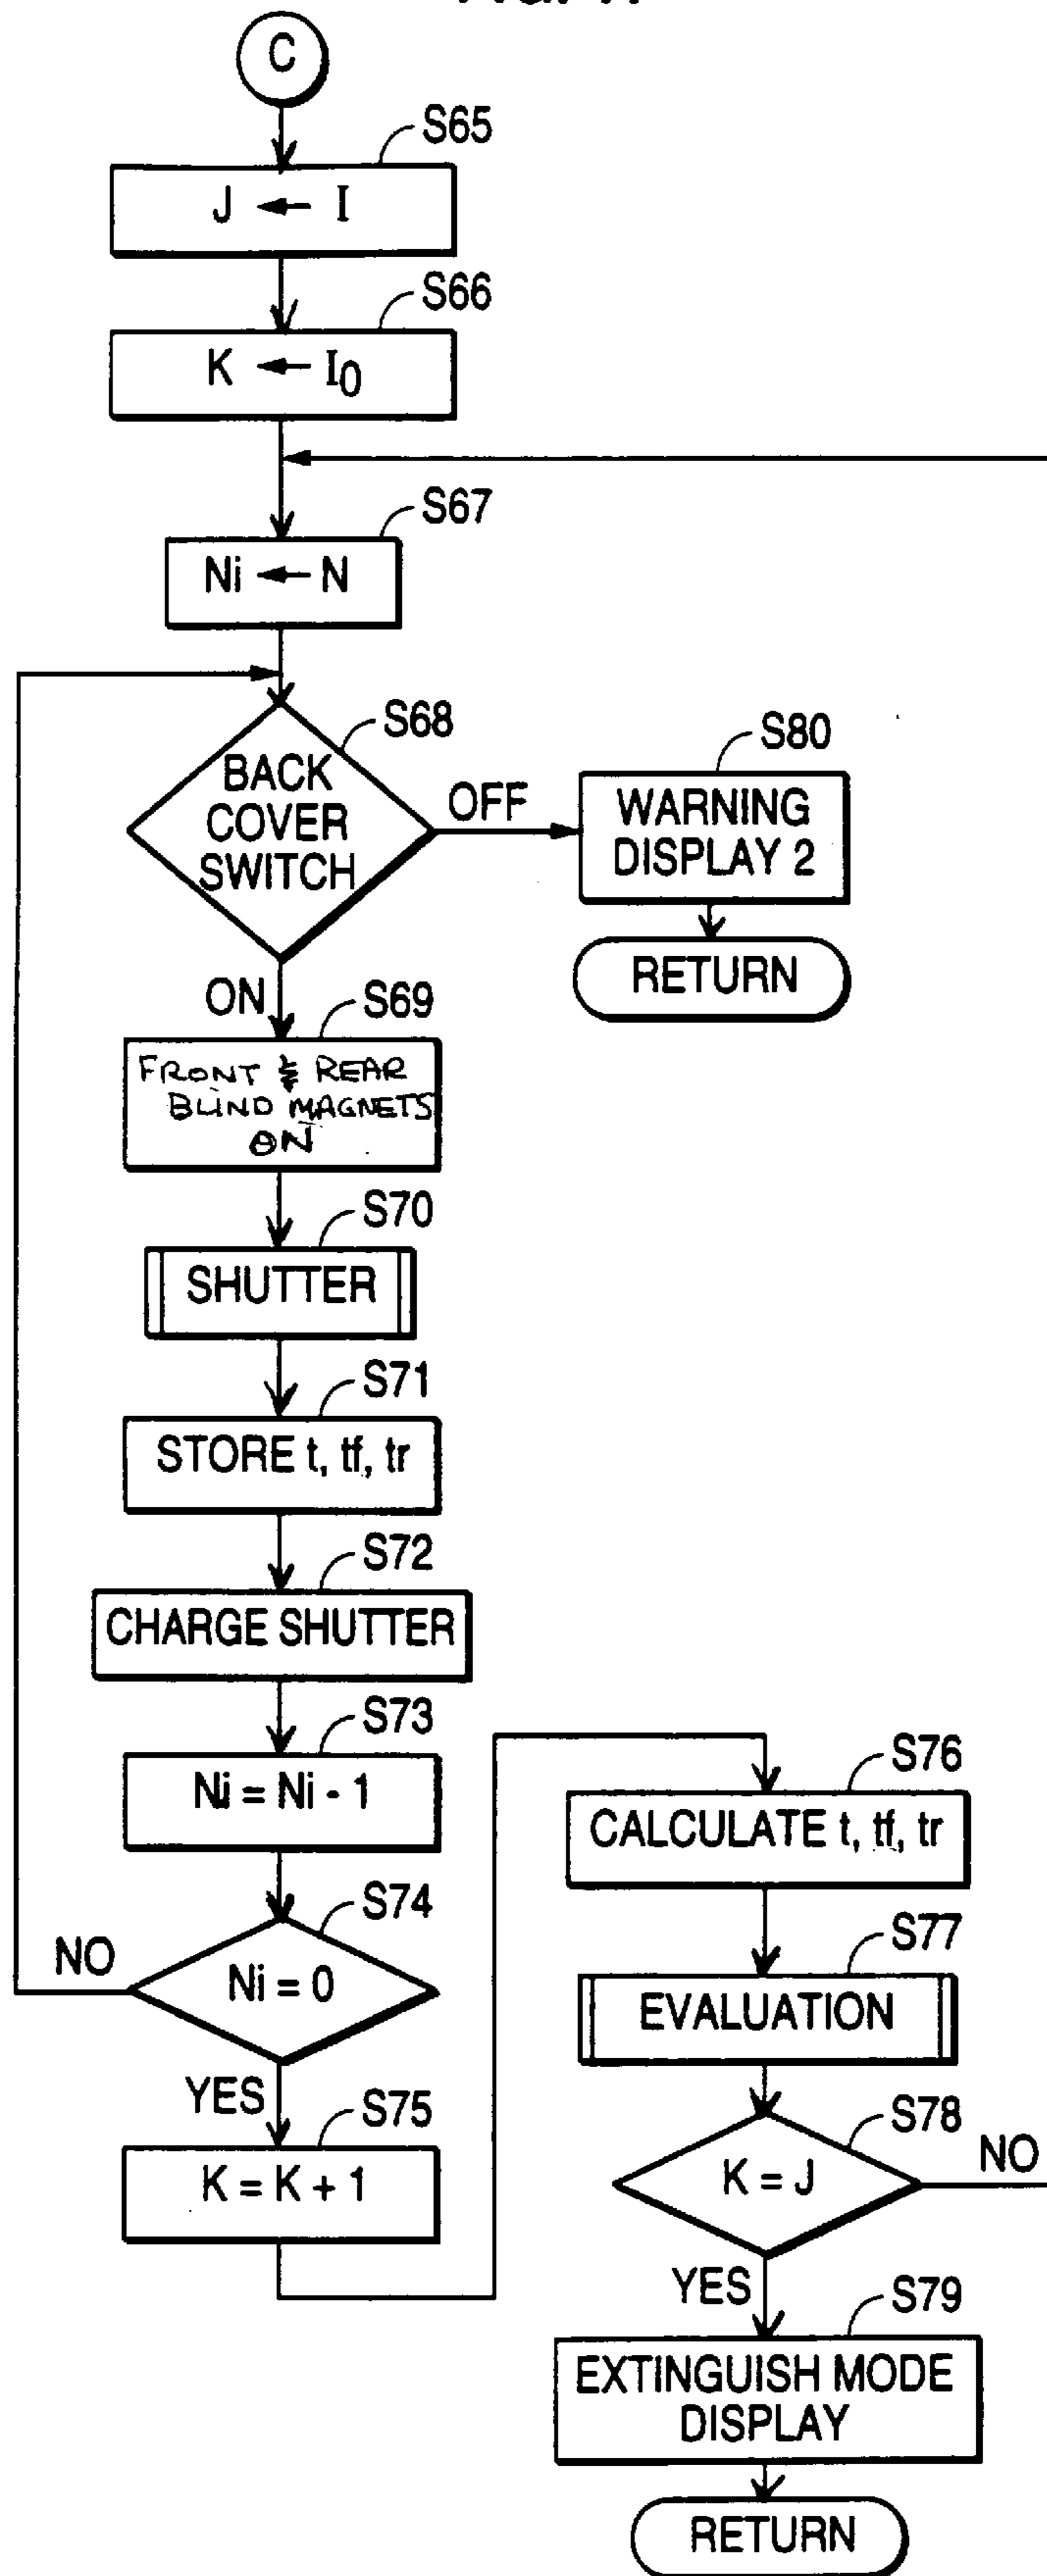 C
S65
J ← I
S66
K ← I0
S67
Ni ← N
S68
BACK
COVER
SWITCH
OFF
S80
WARNING
DISPLAY 2
RETURN
ON
S69
FRONT & REAR
BLIND MAGNETS
ON
S70
SHUTTER
S71
STORE t, tf, tr
S72
CHARGE SHUTTER
S73
Ni = Ni - 1
S74
Ni = 0
NO
YES
S75
K = K + 1
S76
CALCULATE t, tf, tr
S77
EVALUATION
S78
K = J
NO
YES
S79
EXTINGUISH MODE
DISPLAY
RETURN